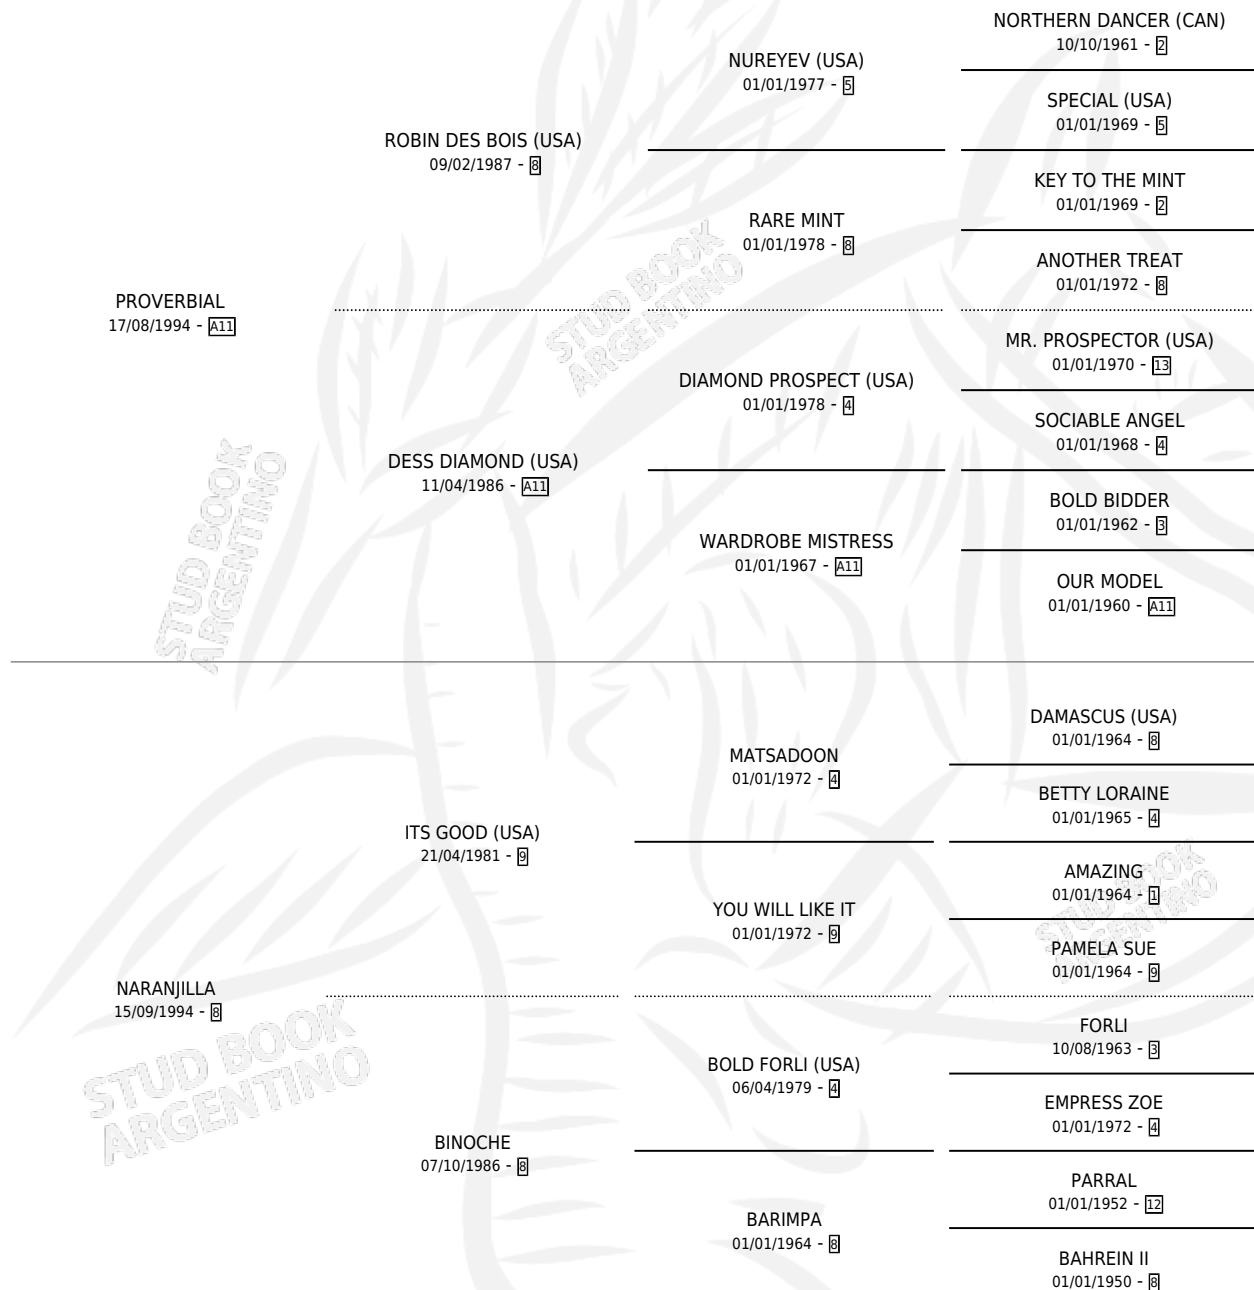 NORTHERN DANCER (CAN)
10/10/1961 - 2
NUREYEV (USA)
01/01/1977 - 5
SPECIAL (USA)
01/01/1969 - 5
ROBIN DES BOIS (USA)
09/02/1987 - 8
KEY TO THE MINT
01/01/1969 - 2
RARE MINT
01/01/1978 - 8
ANOTHER TREAT
01/01/1972 - 8
PROVERBIAL
17/08/1994 - A11
MR. PROSPECTOR (USA)
01/01/1970 - 13
DIAMOND PROSPECT (USA)
01/01/1978 - 4
SOCIABLE ANGEL
01/01/1968 - 4
DESS DIAMOND (USA)
11/04/1986 - A11
BOLD BIDDER
01/01/1962 - 3
WARDROBE MISTRESS
01/01/1967 - A11
OUR MODEL
01/01/1960 - A11
STUD BOOK
ARGENTINO
STUD BOOK
ARGENTINO
DAMASCUS (USA)
01/01/1964 - 8
MATSADOON
01/01/1972 - 4
BETTY LORAINE
01/01/1965 - 4
ITS GOOD (USA)
21/04/1981 - 9
AMAZING
01/01/1964 - 1
YOU WILL LIKE IT
01/01/1972 - 9
PAMELA SUE
01/01/1964 - 9
STUD BOOK
ARGENTINO
NARANJILLA
15/09/1994 - 8
FORLI
10/08/1963 - 3
BOLD FORLI (USA)
06/04/1979 - 4
EMPRESS ZOE
01/01/1972 - 4
BINOCHE
07/10/1986 - 8
PARRAL
01/01/1952 - 12
BARIMPA
01/01/1964 - 8
BAHREIN II
01/01/1950 - 8
STUD BOOK
ARGENTINO